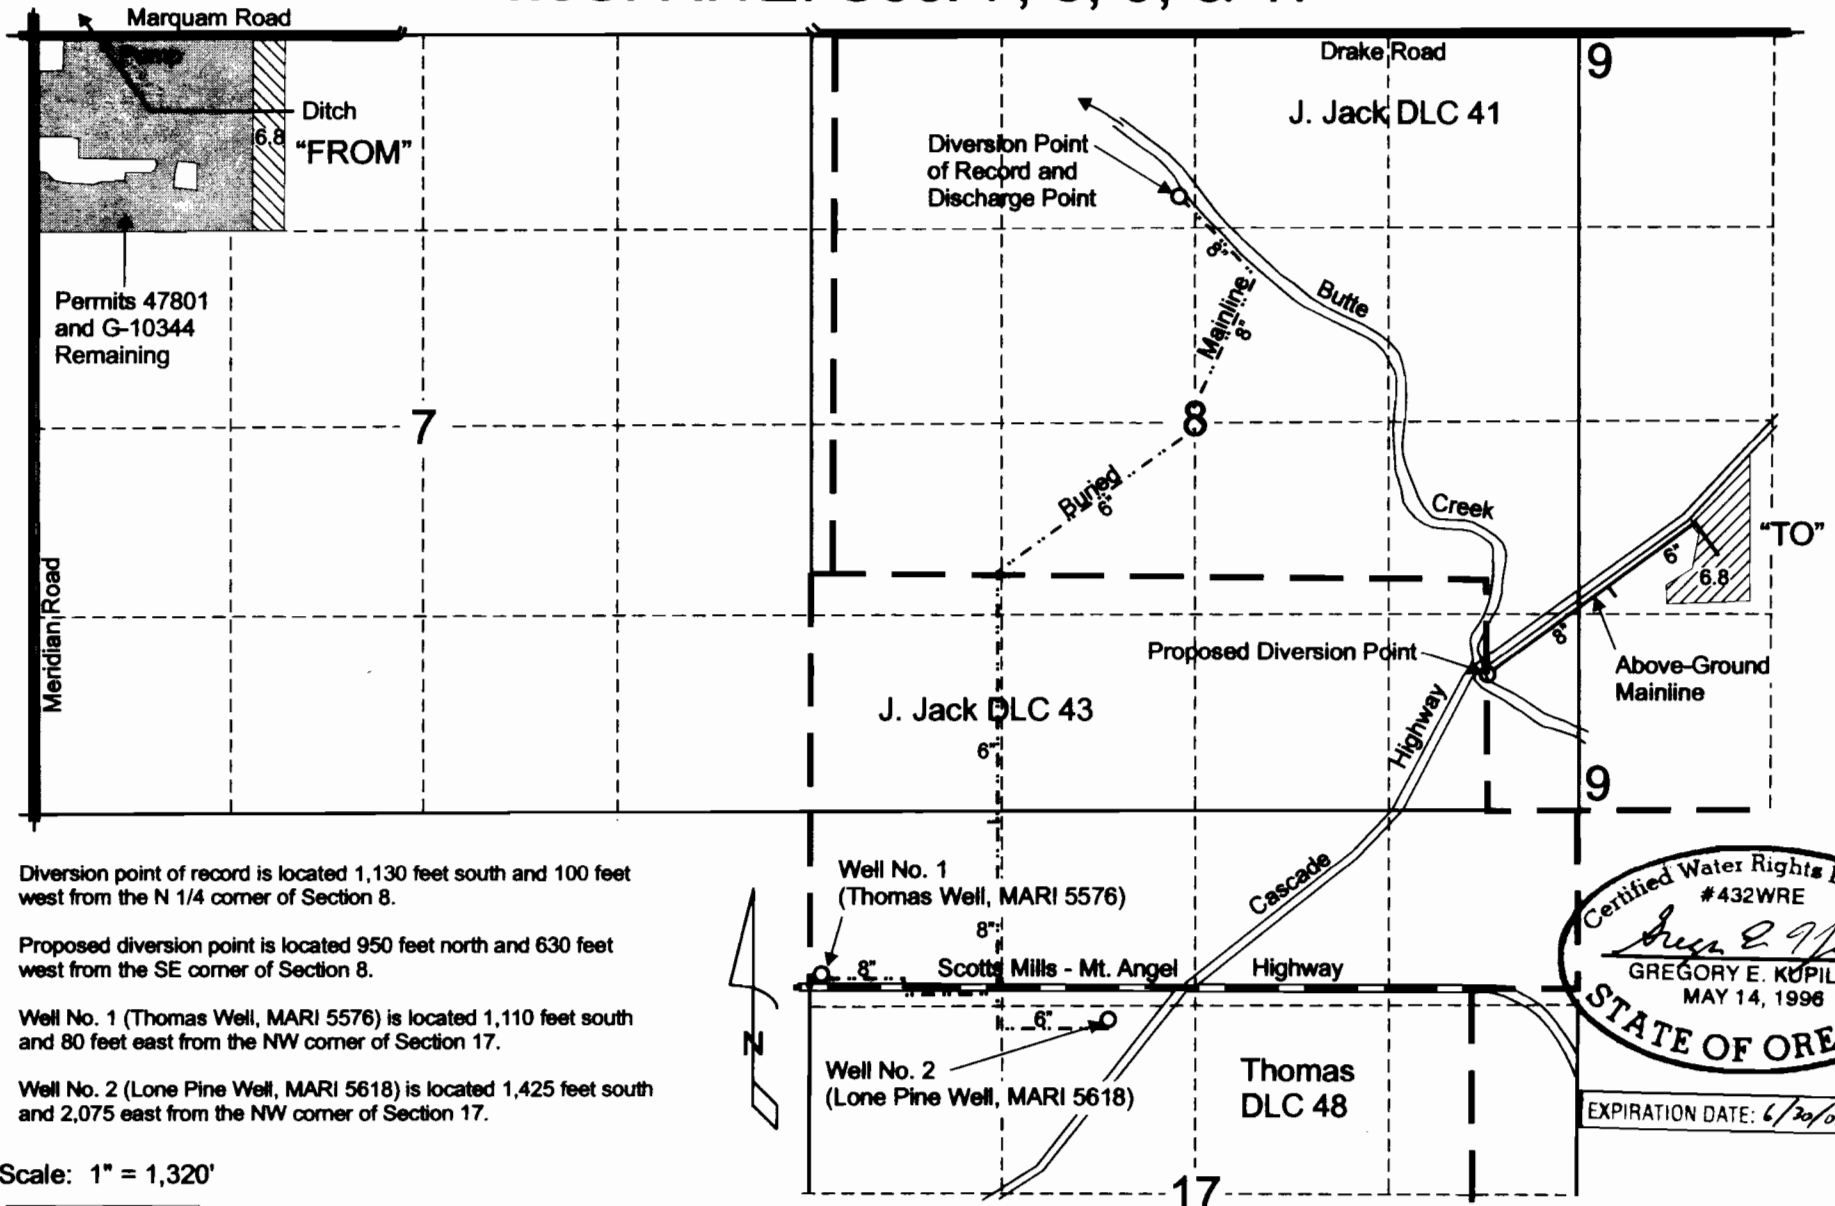 Marquam Road
Drake Road
9
J. Jack DLC 41
Pump
Ditch
6.8
"FROM"
Diversion Point
of Record and
Discharge Point
Permits 47801
and G-10344
Remaining
8"
Mainline
8"
Butte
7
8
Buried
6"
Creek
"TO"
6"
6.8
8"
Meridian Road
Proposed Diversion Point
Above-Ground
Mainline
J. Jack DLC 43
6"
Highway
9
Diversion point of record is located 1,130 feet south and 100 feet
west from the N 1/4 corner of Section 8.
Proposed diversion point is located 950 feet north and 630 feet
west from the SE corner of Section 8.
Well No. 1 (Thomas Well, MARI 5576) is located 1,110 feet south
and 80 feet east from the NW corner of Section 17.
Well No. 2 (Lone Pine Well, MARI 5618) is located 1,425 feet south
and 2,075 east from the NW corner of Section 17.
Scale: 1" = 1,320'
N
Well No. 1
(Thomas Well, MARI 5576)
Cascade
8"
8"
Scotts Mills - Mt. Angel Highway
6"
Well No. 2
(Lone Pine Well, MARI 5618)
Thomas
DLC 48
17
Certified Water Rights
#432WRE
GREGORY E. KUPIL
MAY 14, 1996
STATE OF ORE
EXPIRATION DATE: 6/30/0